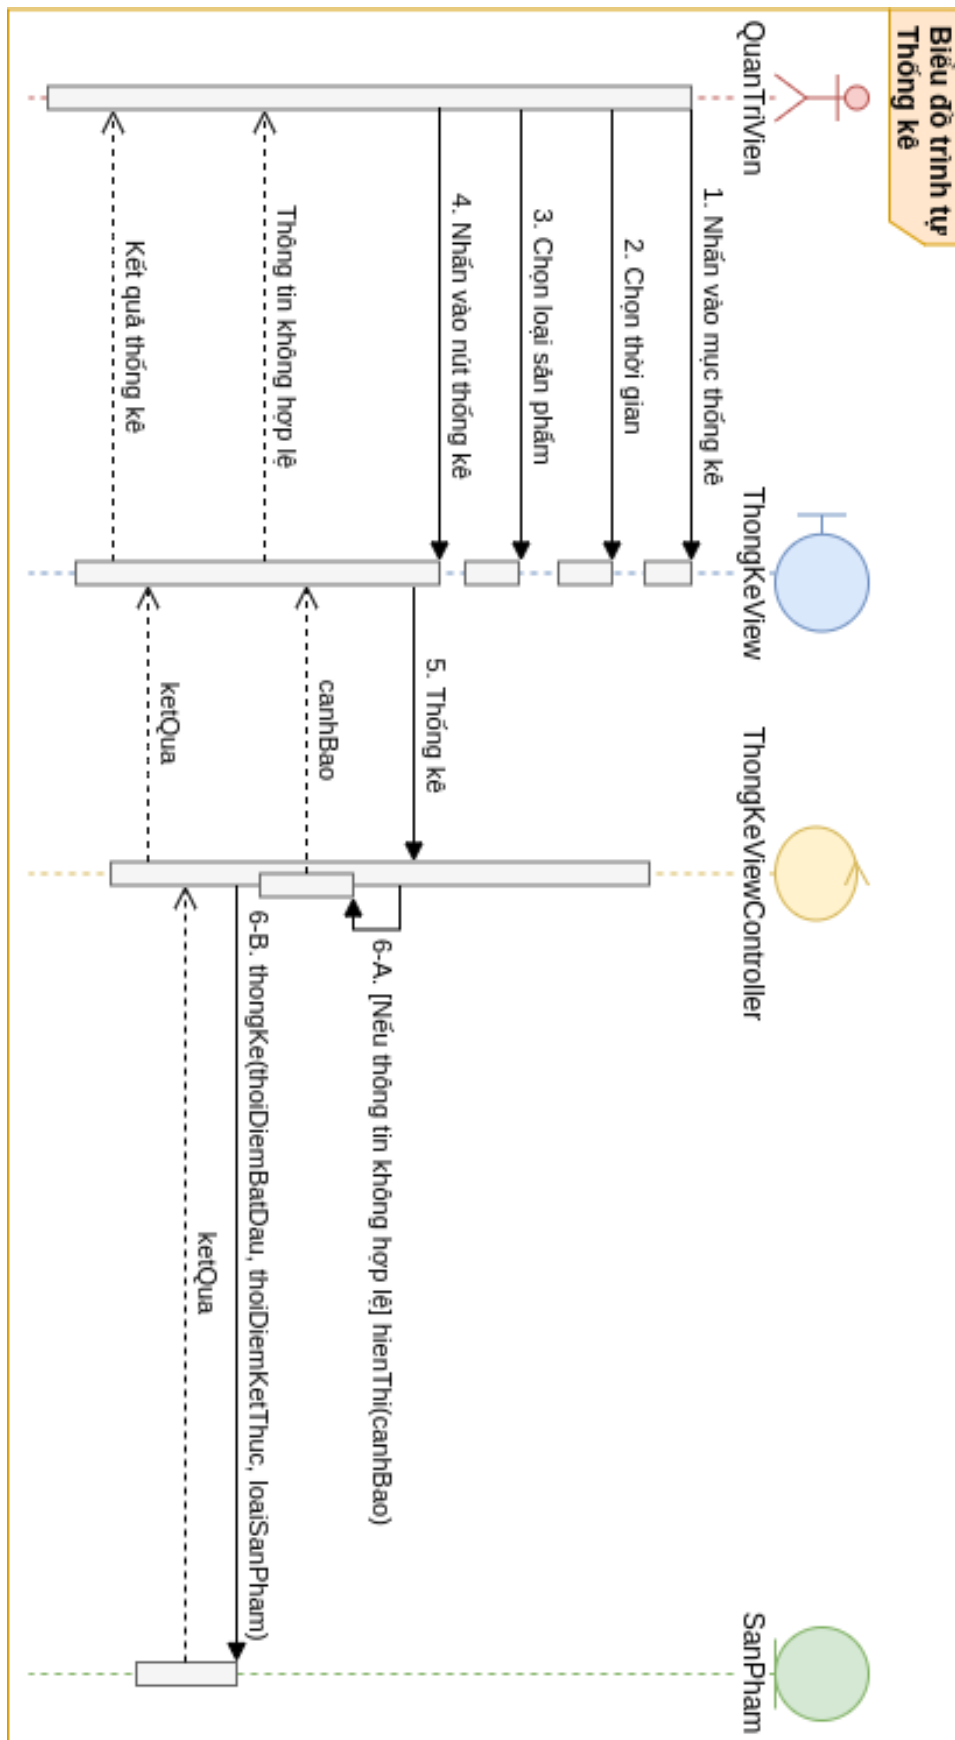 Biểu đồ trình tự
Thống kê
QuanTriVien
ThongKeView
ThongKeViewController
SanPham
1. Nhấn vào mục thống kê
2. Chọn thời gian
3. Chọn loại sản phẩm
4. Nhấn vào nút thống kê
5. Thống kê
6-A. [Nếu thông tin không hợp lệ] hienThi(canhBao)
canhBao
Thông tin không hợp lệ
6-B. thongKe(thoiDiemBatDau, thoiDiemKetThuc, loaiSanPham)
ketQua
ketQua
Kết quả thống kê